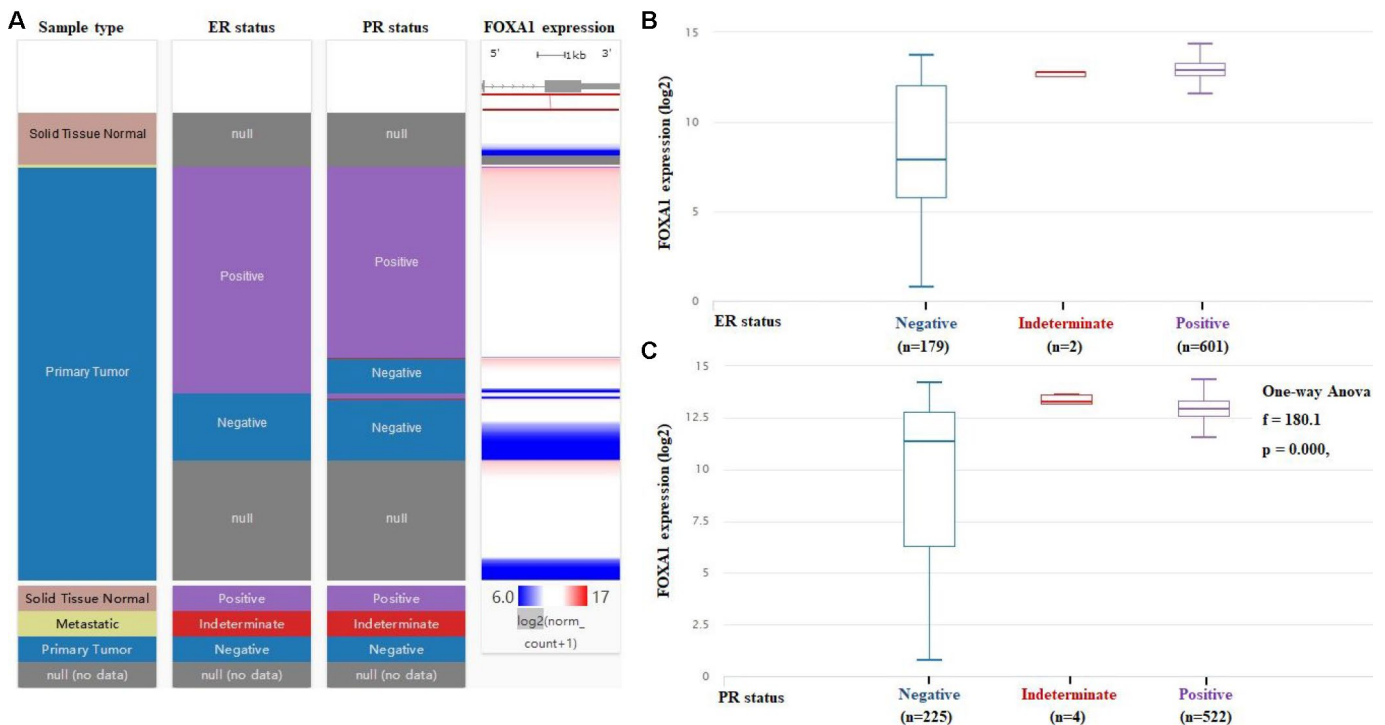 A
Sample type
ER status
PR status
FOXA1 expression
5'
1kb
3'
Solid Tissue Normal
null
null
Primary Tumor
Positive
Positive
Negative
Negative
Negative
null
null
Solid Tissue Normal
Positive
Positive
Metastatic
Indeterminate
Indeterminate
Primary Tumor
Negative
Negative
null (no data)
null (no data)
null (no data)
6.0
17
log2(norm_
count+1)
B
FOXA1 expression (log2)
15
10
5
0
ER status
Negative
(n=179)
Indeterminate
(n=2)
Positive
(n=601)
C
FOXA1 expression (log2)
15
12.5
10
7.5
5
2.5
0
One-way Anova
f = 180.1
p = 0.000,
PR status
Negative
(n=225)
Indeterminate
(n=4)
Positive
(n=522)